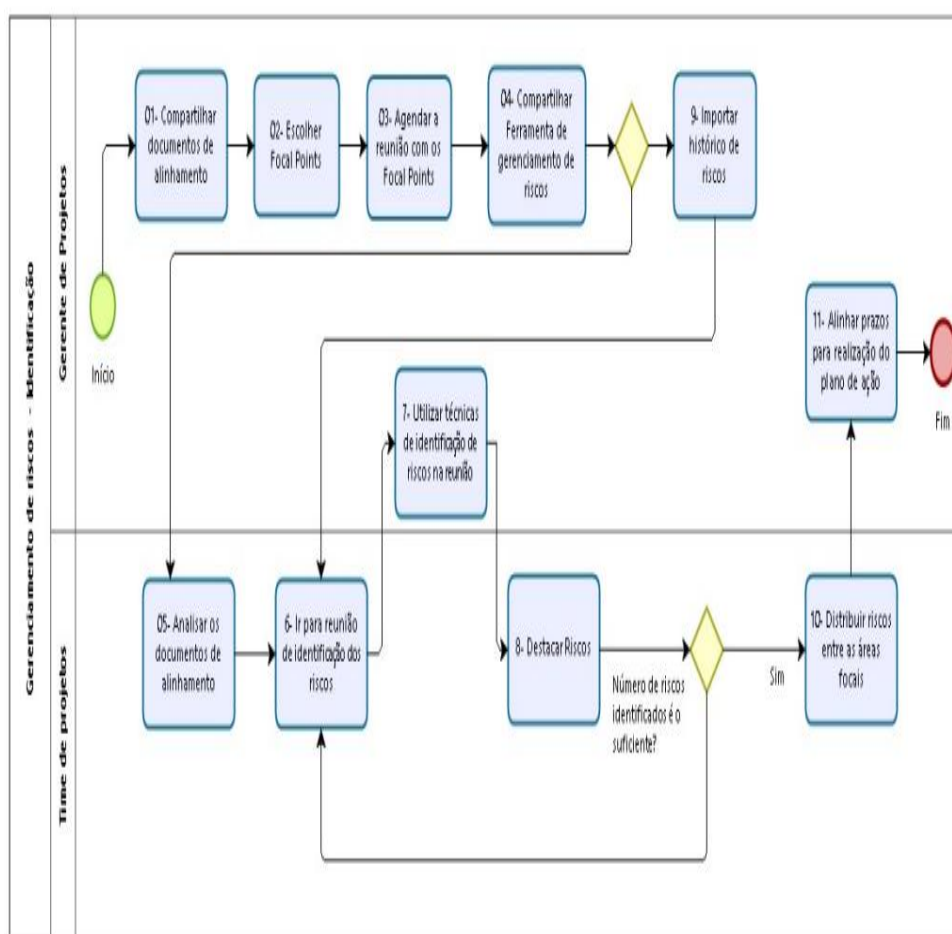 Gerenciamento de riscos - Identificação
Gerente de Projetos
Início
01- Compartilhar
documentos de
alinhamento
02- Escolher
Focal Points
03- Agendar a
reunião com os
Focal Points
04- Compartilhar
Ferramenta de
gerenciamento de
riscos
9- Importar
histórico de
riscos
7- Utilizar técnicas
de identificação de
riscos na reunião
11- Alinhar prazos
para realização do
plano de ação
Fim
Time de projetos
05- Analisar os
documentos de
alinhamento
6- Ir para reunião
de identificação dos
riscos
8- Destacar Riscos
Número de riscos
identificados é o
suficiente?
Sim
10- Distribuir riscos
entre as áreas
focais